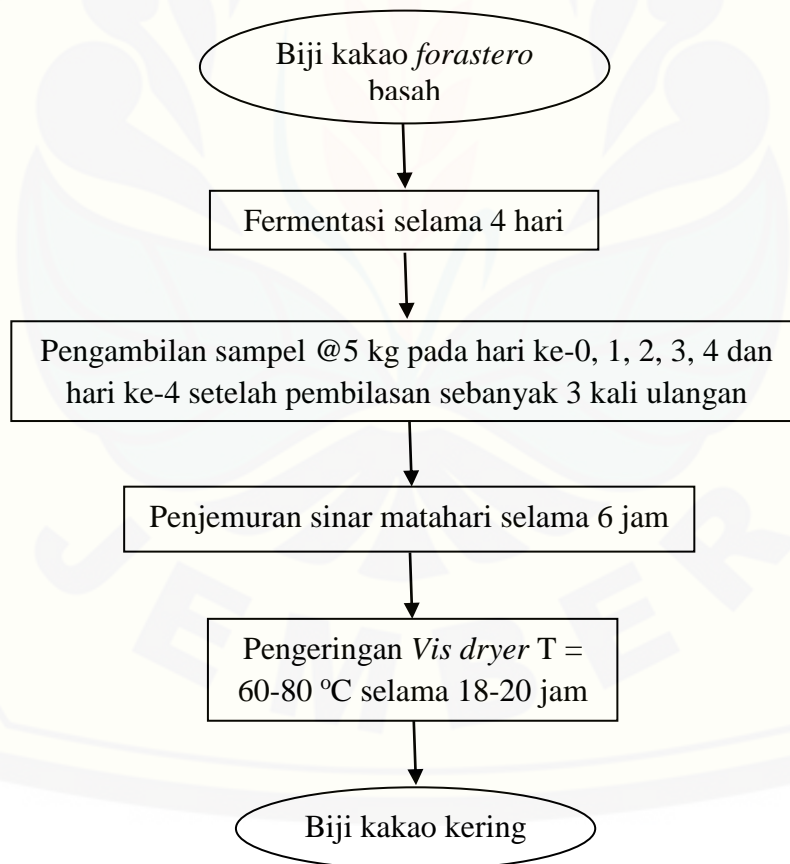 Biji kakao forastero
basah
Fermentasi selama 4 hari
Pengambilan sampel @5 kg pada hari ke-0, 1, 2, 3, 4 dan
hari ke-4 setelah pembilasan sebanyak 3 kali ulangan
Penjemuran sinar matahari selama 6 jam
JEMBER
Pengeringan Vis dryer T =
60-80 ºC selama 18-20 jam
Biji kakao kering